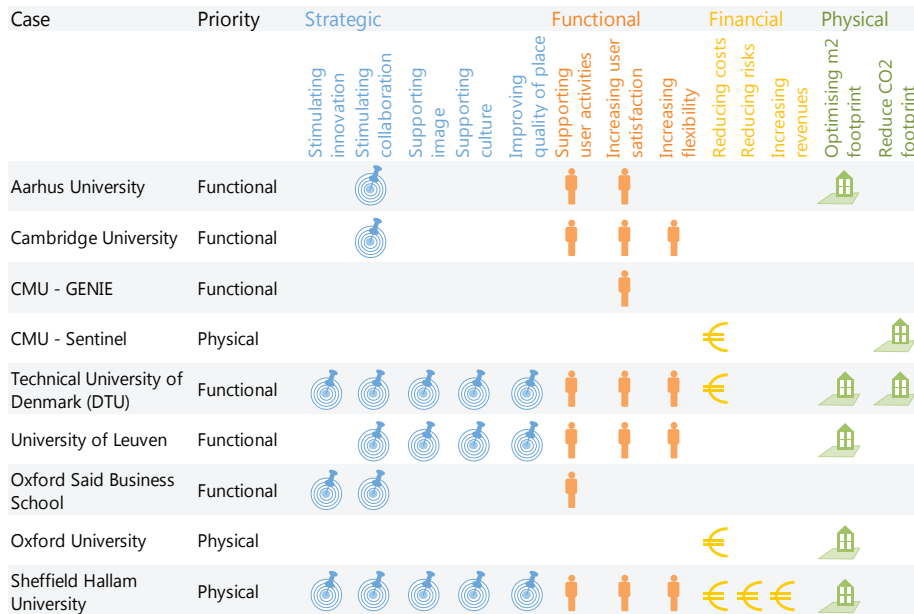 Case Priority Strategic Functional Financial Physical
Stimulating
innovation
Stimulating
collaboration
Supporting
image
Supporting
culture
Improving
quality of place
Supporting
user activities
Increasing user
satisfaction
Increasing
flexibility
Reducing costs
Reducing risks
Increasing
revenues
Optimising m2
footprint
Reduce CO2
footprint
Aarhus University Functional
Cambridge University Functional
CMU - GENIE Functional
CMU - Sentinel Physical
Technical University of
Denmark (DTU) Functional
University of Leuven Functional
Oxford Said Business
School Functional
Oxford University Physical
Sheffield Hallam
University Physical